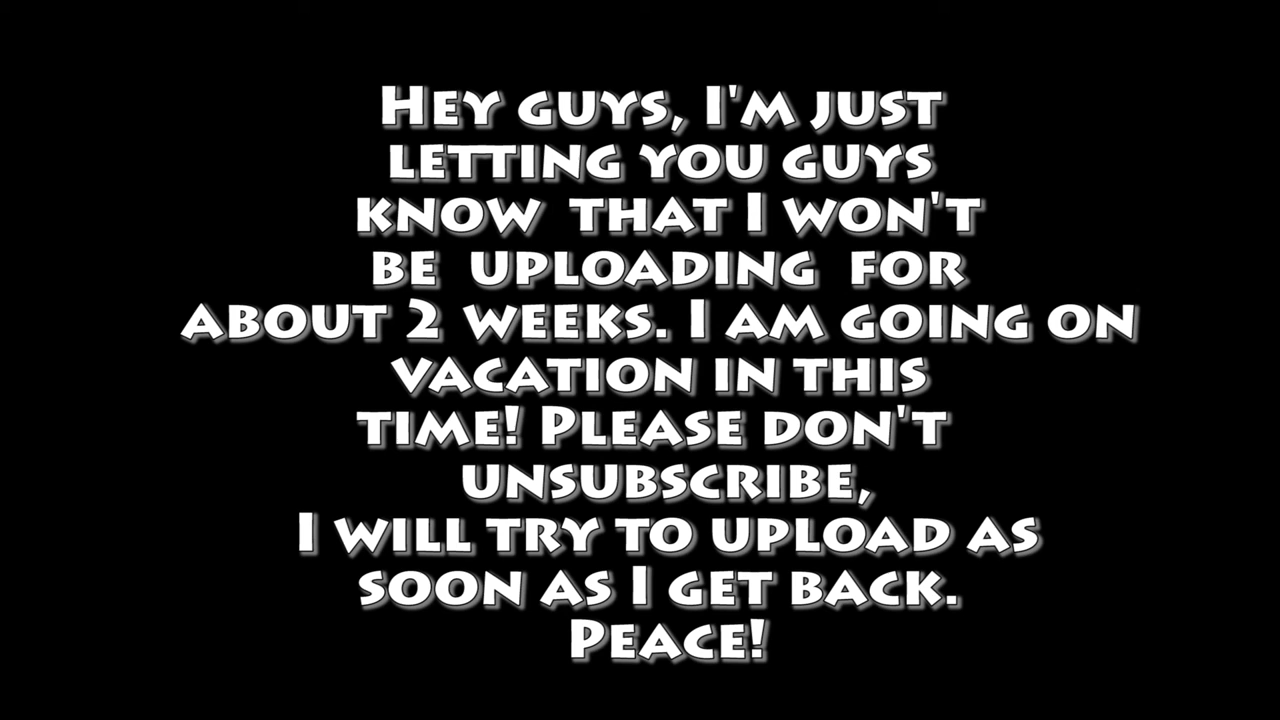 Hey guys, I'm just
letting you guys
know that I won't
be uploading for
about 2 weeks. I am going on
vacation in this
time! Please don't
unsubscribe,
I will try to upload as
soon as I get back.
Peace!